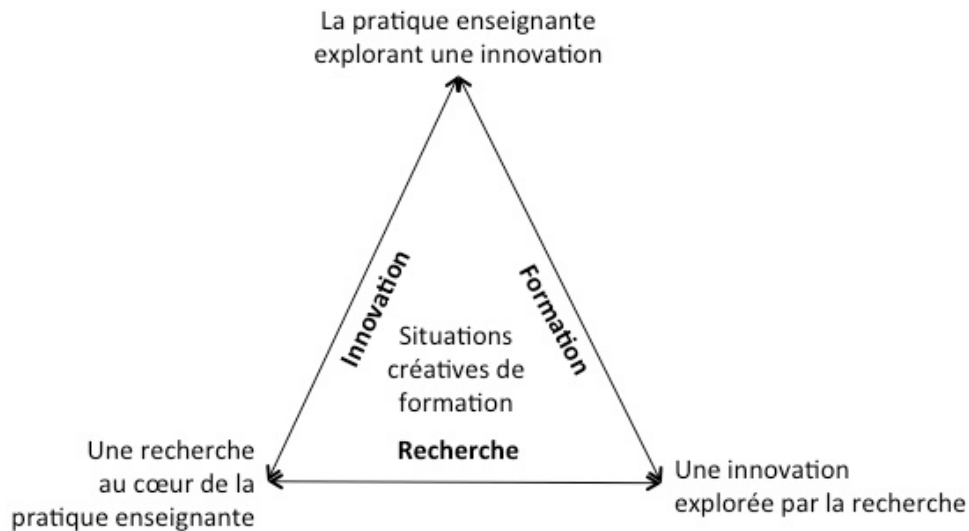 La pratique enseignante
explorant une innovation
Innovation
Formation
Situations
créatives de
formation
Recherche
Une recherche
au cœur de la
pratique enseignante
Une innovation
explorée par la recherche